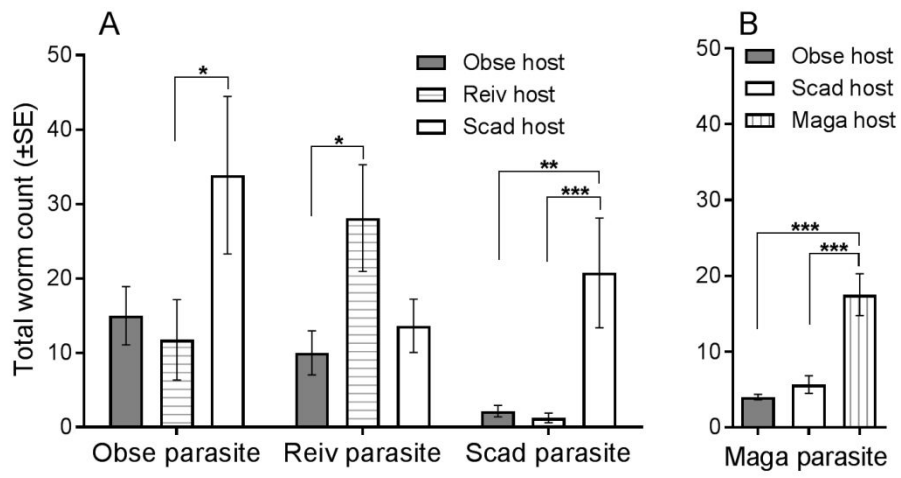 A
Total worm count (±SE)
50
40
30
20
10
0
Obse host
Reiv host
Scad host
*
*
**
***
Obse parasite
Reiv parasite
Scad parasite
B
50
40
30
20
10
0
Obse host
Scad host
Maga host
***
***
Maga parasite